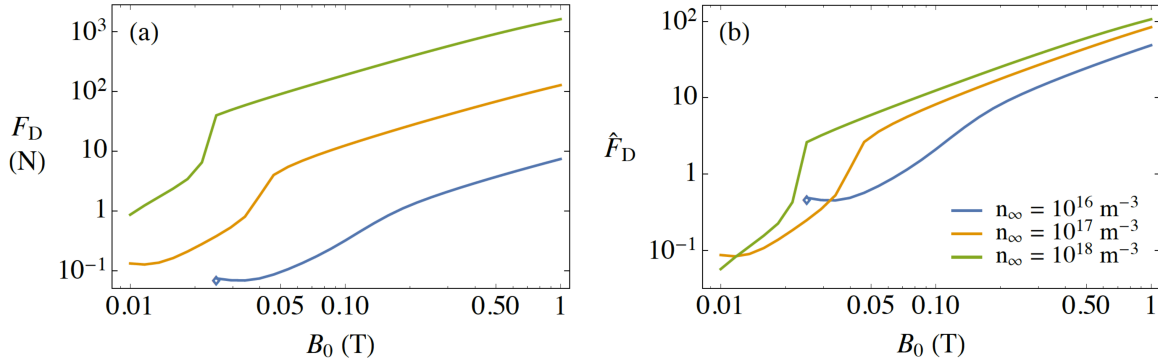 (a)
10³
10²
10
1
10⁻¹
F_D
(N)
0.01 0.05 0.10 0.50 1
B₀ (T)
(b)
10²
10
1
10⁻¹
F̂_D
n∞ = 10¹⁶ m⁻³
n∞ = 10¹⁷ m⁻³
n∞ = 10¹⁸ m⁻³
0.01 0.05 0.10 0.50 1
B₀ (T)